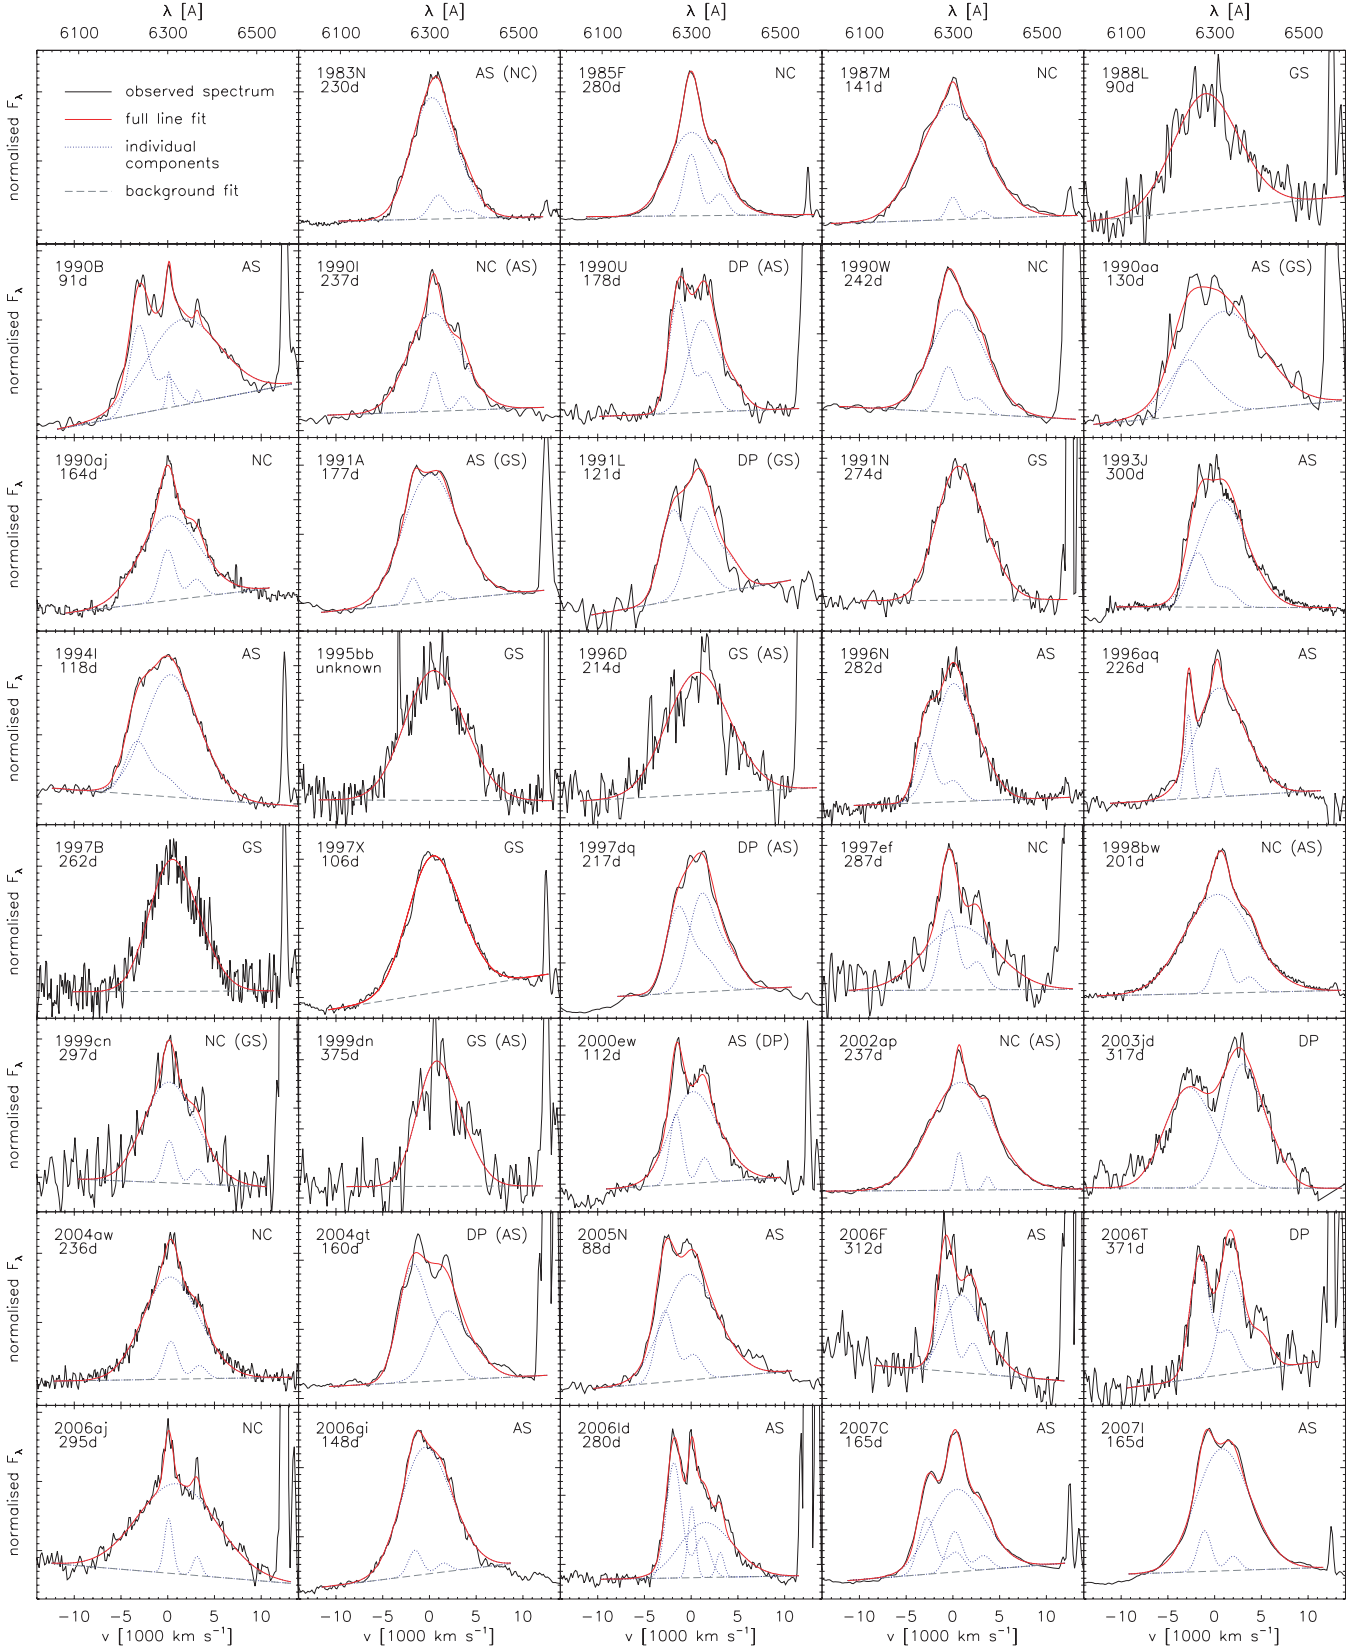 λ [A]
λ [A]
λ [A]
λ [A]
λ [A]
6100 6300 6500
6100 6300 6500
6100 6300 6500
6100 6300 6500
6100 6300 6500
normalised Fλ
observed spectrum
full line fit
individual
components
background fit
1983N AS (NC)
230d
1985F NC
280d
1987M NC
141d
1988L GS
90d
normalised Fλ
1990B AS
91d
1990I NC (AS)
237d
1990U DP (AS)
178d
1990W NC
242d
1990aa AS (GS)
130d
normalised Fλ
1990aj NC
164d
1991A AS (GS)
177d
1991L DP (GS)
121d
1991N GS
274d
1993J AS
300d
normalised Fλ
1994I AS
118d
1995bb GS
unknown
1996D GS (AS)
214d
1996N AS
282d
1996aq AS
226d
normalised Fλ
1997B GS
262d
1997X GS
106d
1997dq DP (AS)
217d
1997ef NC
287d
1998bw NC (AS)
201d
normalised Fλ
1999cn NC (GS)
297d
1999dn GS (AS)
375d
2000ew AS (DP)
112d
2002ap NC (AS)
237d
2003jd DP
317d
normalised Fλ
2004aw NC
236d
2004gt DP (AS)
160d
2005N AS
88d
2006F AS
312d
2006T DP
371d
normalised Fλ
2006aj NC
295d
2006gi AS
148d
2006ld AS
280d
2007C AS
165d
2007I AS
165d
-10 -5 0 5 10
-10 -5 0 5 10
-10 -5 0 5 10
-10 -5 0 5 10
-10 -5 0 5 10
v [1000 km s⁻¹]
v [1000 km s⁻¹]
v [1000 km s⁻¹]
v [1000 km s⁻¹]
v [1000 km s⁻¹]